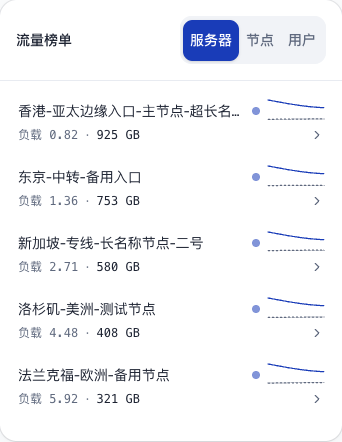 流量榜单
服务器 节点 用户
香港-亚太边缘入口-主节点-超长名…
负载 0.82 · 925 GB
东京-中转-备用入口
负载 1.36 · 753 GB
新加坡-专线-长名称节点-二号
负载 2.71 · 580 GB
洛杉矶-美洲-测试节点
负载 4.48 · 408 GB
法兰克福-欧洲-备用节点
负载 5.92 · 321 GB